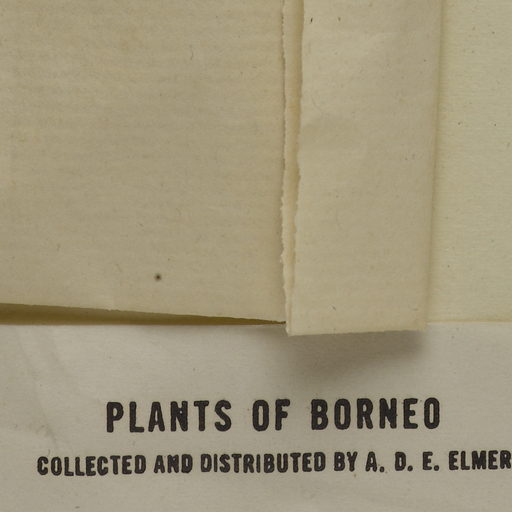 PLANTS OF BORNEO
COLLECTED AND DISTRIBUTED BY A. D. E. ELMER